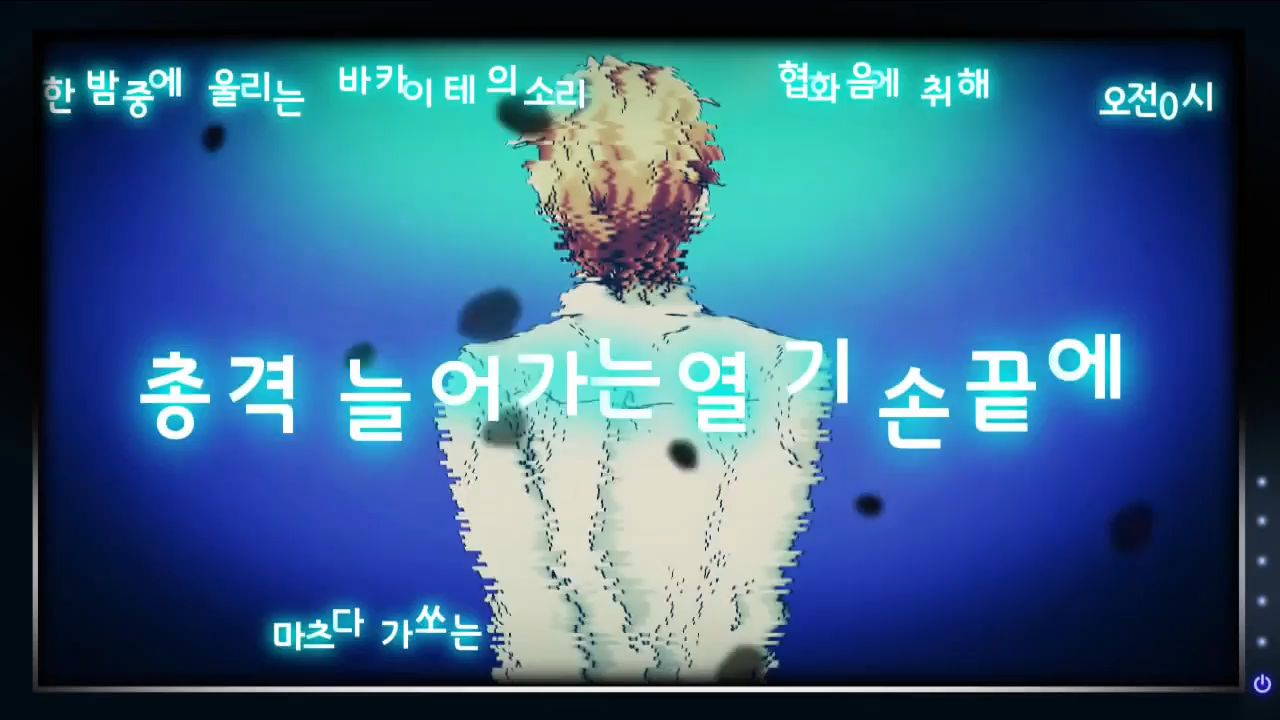 한밤중에 울리는 바카이테의 소리 협화음에 취해 오전0시
총격 늘어가는 열기 손끝에
마츠다 가 쏘는